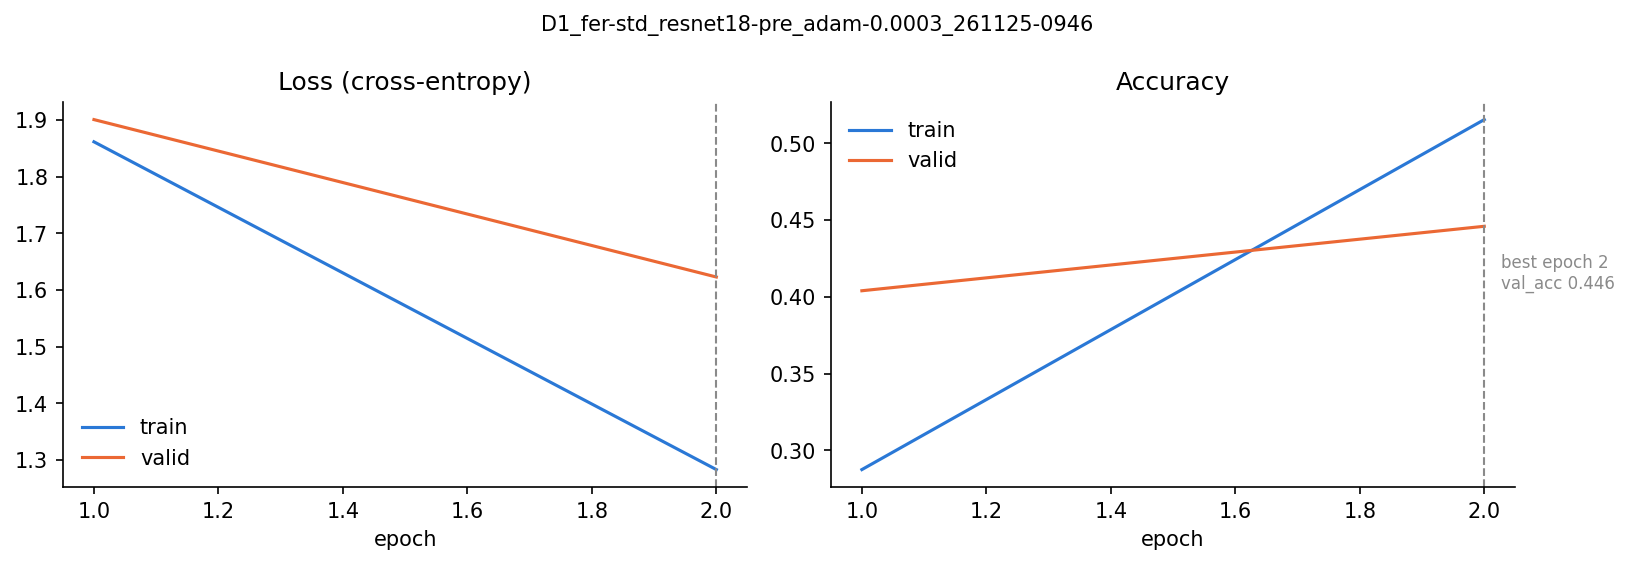 D1_fer-std_resnet18-pre_adam-0.0003_261125-0946
Loss (cross-entropy)
1.9
1.8
1.7
1.6
1.5
1.4
1.3
train
valid
1.0 1.2 1.4 1.6 1.8 2.0
epoch
Accuracy
train
valid
0.50
0.45
0.40
0.35
0.30
best epoch 2
val_acc 0.446
1.0 1.2 1.4 1.6 1.8 2.0
epoch